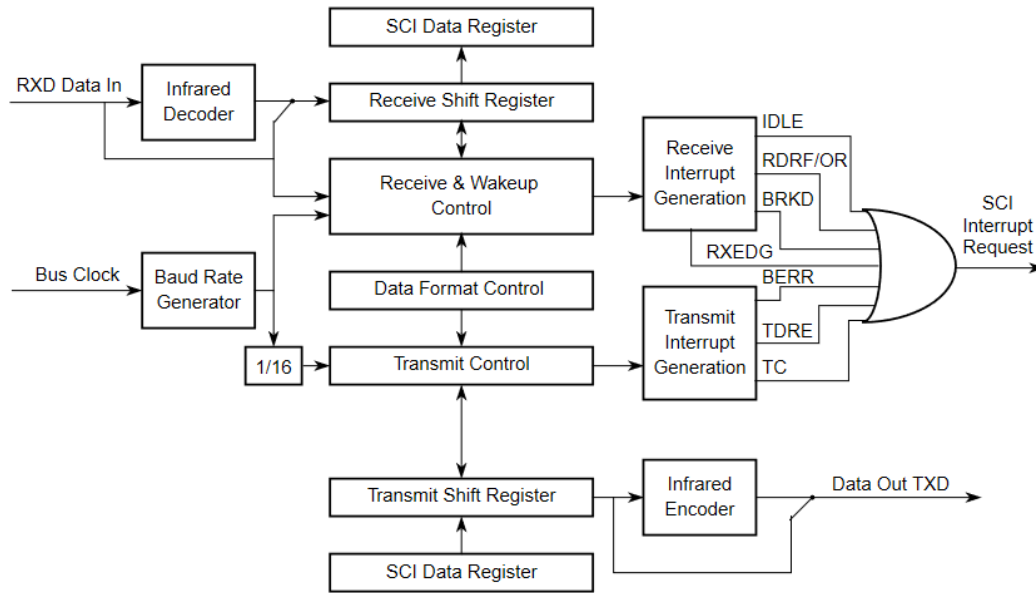 SCI Data Register
RXD Data In
Infrared
Decoder
Receive Shift Register
Receive & Wakeup
Control
Receive
Interrupt
Generation
IDLE
RDRF/OR
BRKD
RXEDG
SCI
Interrupt
Request
Bus Clock
Baud Rate
Generator
Data Format Control
1/16
Transmit Control
Transmit
Interrupt
Generation
BERR
TDRE
TC
Transmit Shift Register
Infrared
Encoder
Data Out TXD
SCI Data Register